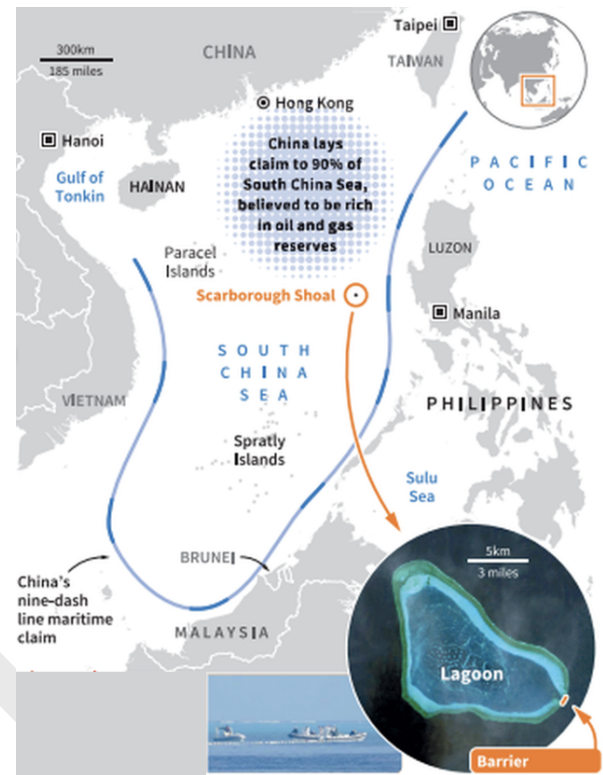 Taipei
300km
185 miles
CHINA
TAIWAN
Hong Kong
Hanoi
China lays
claim to 90% of
South China Sea,
believed to be rich
in oil and gas
reserves
PACIFIC
OCEAN
Gulf of
Tonkin
HAINAN
LUZON
Paracel
Islands
Scarborough Shoal
Manila
SOUTH
CHINA
SEA
VIETNAM
PHILIPPINES
Spratly
Islands
Sulu
Sea
BRUNEI
5km
3 miles
China's
nine-dash
line maritime
claim
MALAYSIA
Lagoon
Barrier